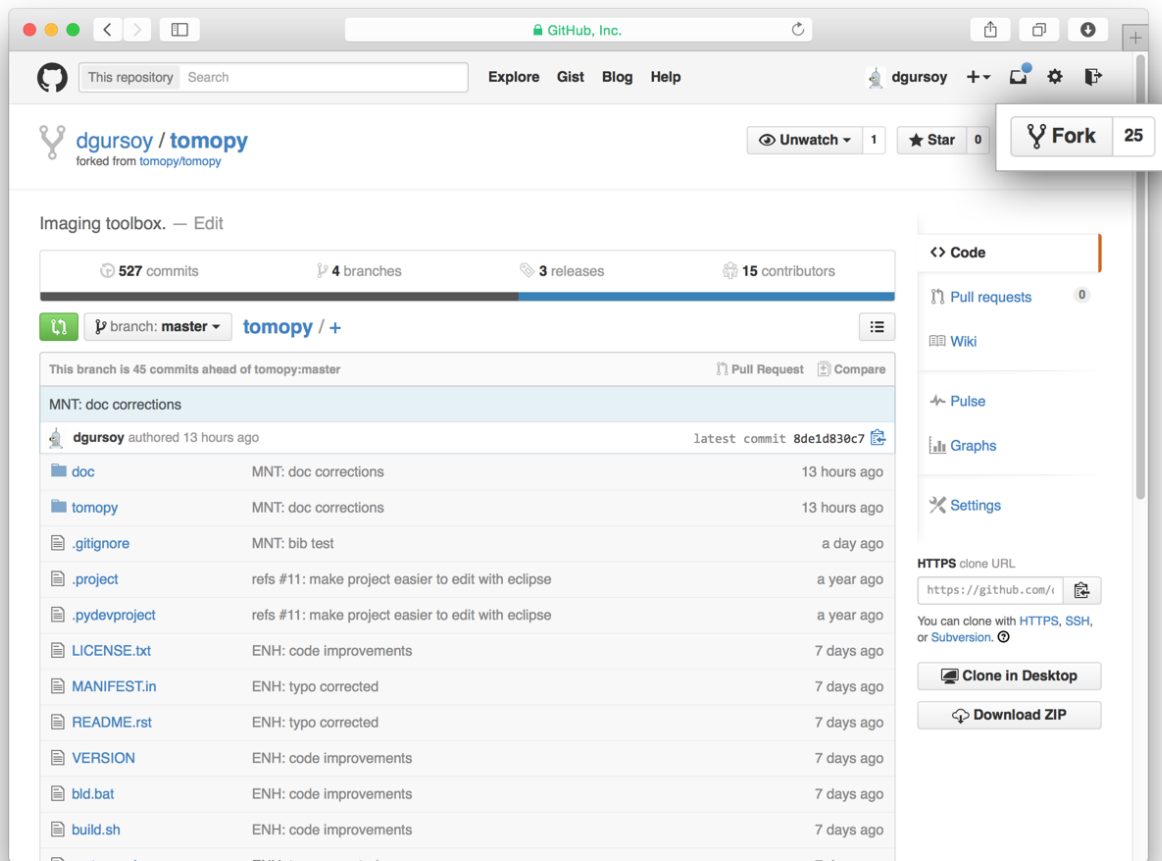 GitHub, Inc.
This repository Search Explore Gist Blog Help dgursoy
dgursoy / tomopy
forked from tomopy/tomopy
Unwatch 1 Star 0 Fork 25
Imaging toolbox. — Edit
527 commits 4 branches 3 releases 15 contributors
branch: master tomopy / +
This branch is 45 commits ahead of tomopy:master Pull Request Compare
MNT: doc corrections
dgursoy authored 13 hours ago latest commit 8de1d830c7
doc MNT: doc corrections 13 hours ago
tomopy MNT: doc corrections 13 hours ago
.gitignore MNT: bib test a day ago
.project refs #11: make project easier to edit with eclipse a year ago
.pydevproject refs #11: make project easier to edit with eclipse a year ago
LICENSE.txt ENH: code improvements 7 days ago
MANIFEST.in ENH: typo corrected 7 days ago
README.rst ENH: typo corrected 7 days ago
VERSION ENH: code improvements 7 days ago
bld.bat ENH: code improvements 7 days ago
build.sh ENH: code improvements 7 days ago
Code
Pull requests 0
Wiki
Pulse
Graphs
Settings
HTTPS clone URL
https://github.com/
You can clone with HTTPS, SSH,
or Subversion.
Clone in Desktop
Download ZIP